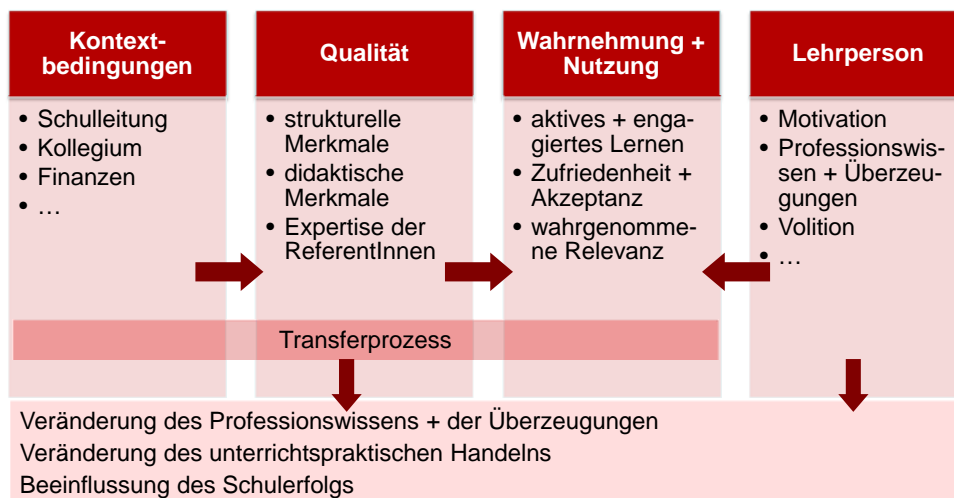 Kontext-
bedingungen
Qualität
Wahrnehmung +
Nutzung
Lehrperson
• Schulleitung
• Kollegium
• Finanzen
• …
• strukturelle
Merkmale
• didaktische
Merkmale
• Expertise der
ReferentInnen
• aktives + enga-
giertes Lernen
• Zufriedenheit +
Akzeptanz
• wahrgenomme-
ne Relevanz
• Motivation
• Professionswis-
sen + Überzeu-
gungen
• Volition
• …
Transferprozess
Veränderung des Professionswissens + der Überzeugungen
Veränderung des unterrichtspraktischen Handelns
Beeinflussung des Schulerfolgs